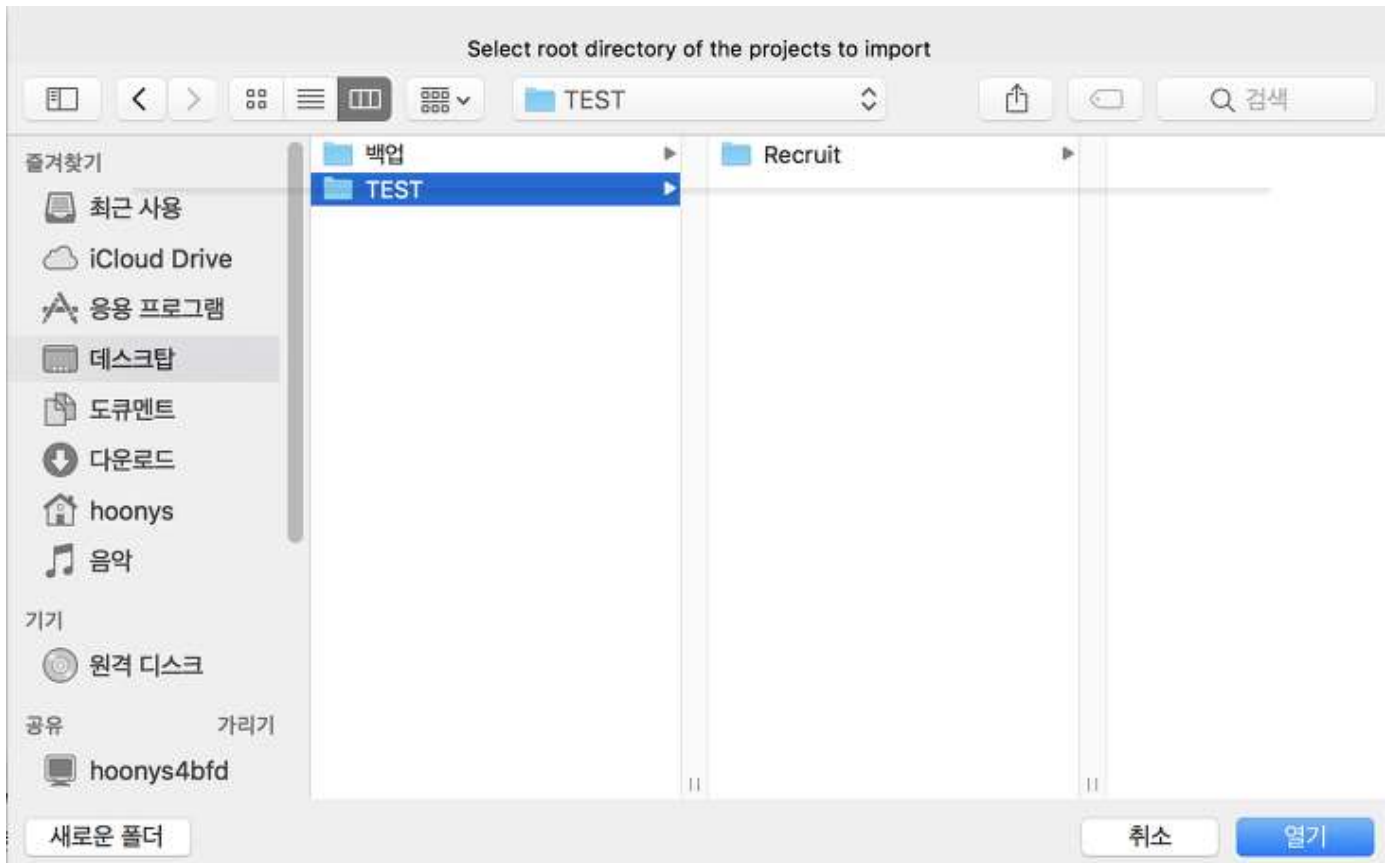 Select root directory of the projects to import
TEST
검색
즐겨찾기
최근 사용
iCloud Drive
응용 프로그램
데스크탑
도큐멘트
다운로드
hoonys
음악
기기
원격 디스크
공유 가리기
hoonys4bfd
백업
TEST
Recruit
새로운 폴더
취소
열기